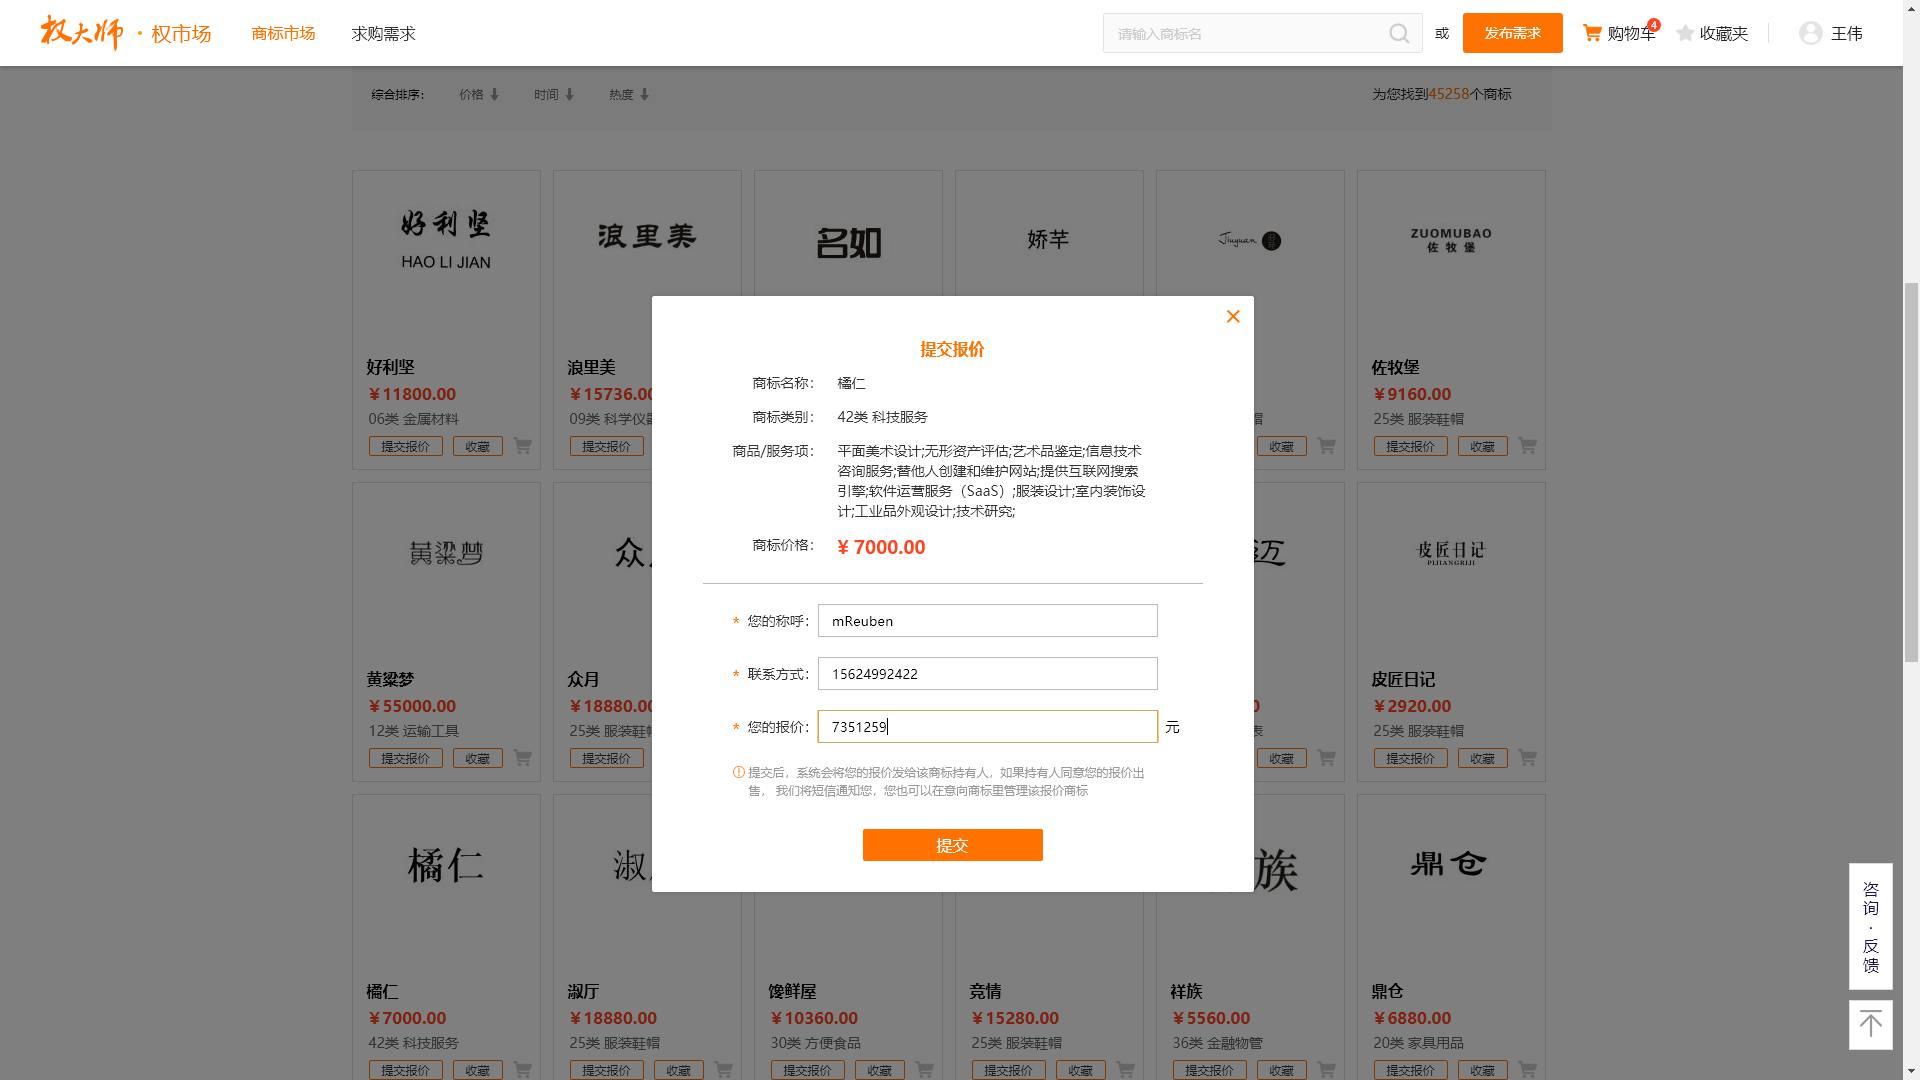 权大师 · 权市场
商标市场
求购需求
请输入商标名
或
发布需求
购物车
4
收藏夹
王伟
综合排序：
价格
时间
热度
为您找到45258个商标
好利坚
HAO LI JIAN
浪里美
名如
娇芊
Jiuyuan
ZUOMUBAO
佐牧堡
好利坚
￥11800.00
06类 金属材料
提交报价
收藏
浪里美
￥15736.00
09类 科学仪器
提交报价
帽
收藏
佐牧堡
￥9160.00
25类 服装鞋帽
提交报价
收藏
×
提交报价
商标名称：
橘仁
商标类别：
42类 科技服务
商品/服务项：
平面美术设计;无形资产评估;艺术品鉴定;信息技术
咨询服务;替他人创建和维护网站;提供互联网搜索
引擎;软件运营服务（SaaS）;服装设计;室内装饰设
计;工业品外观设计;技术研究;
商标价格：
¥ 7000.00
* 您的称呼：
mReuben
* 联系方式：
15624992422
* 您的报价：
7351259
元
提交后，系统会将您的报价发给该商标持有人，如果持有人同意您的报价出
售， 我们将短信通知您，您也可以在意向商标里管理该报价商标
提交
黄粱梦
众月
迈
皮匠日记
PIJIANGRIJI
黄粱梦
￥55000.00
12类 运输工具
提交报价
收藏
众月
￥18880.00
25类 服装鞋帽
提交报价
0
表
收藏
皮匠日记
￥2920.00
25类 服装鞋帽
提交报价
收藏
橘仁
淑
族
鼎仓
橘仁
￥7000.00
42类 科技服务
提交报价
收藏
淑厅
￥18880.00
25类 服装鞋帽
提交报价
收藏
馋鲜屋
￥10360.00
30类 方便食品
提交报价
收藏
竞情
￥15280.00
25类 服装鞋帽
提交报价
收藏
祥族
￥5560.00
36类 金融物管
提交报价
收藏
鼎仓
￥6880.00
20类 家具用品
提交报价
收藏
咨
询
·
反
馈